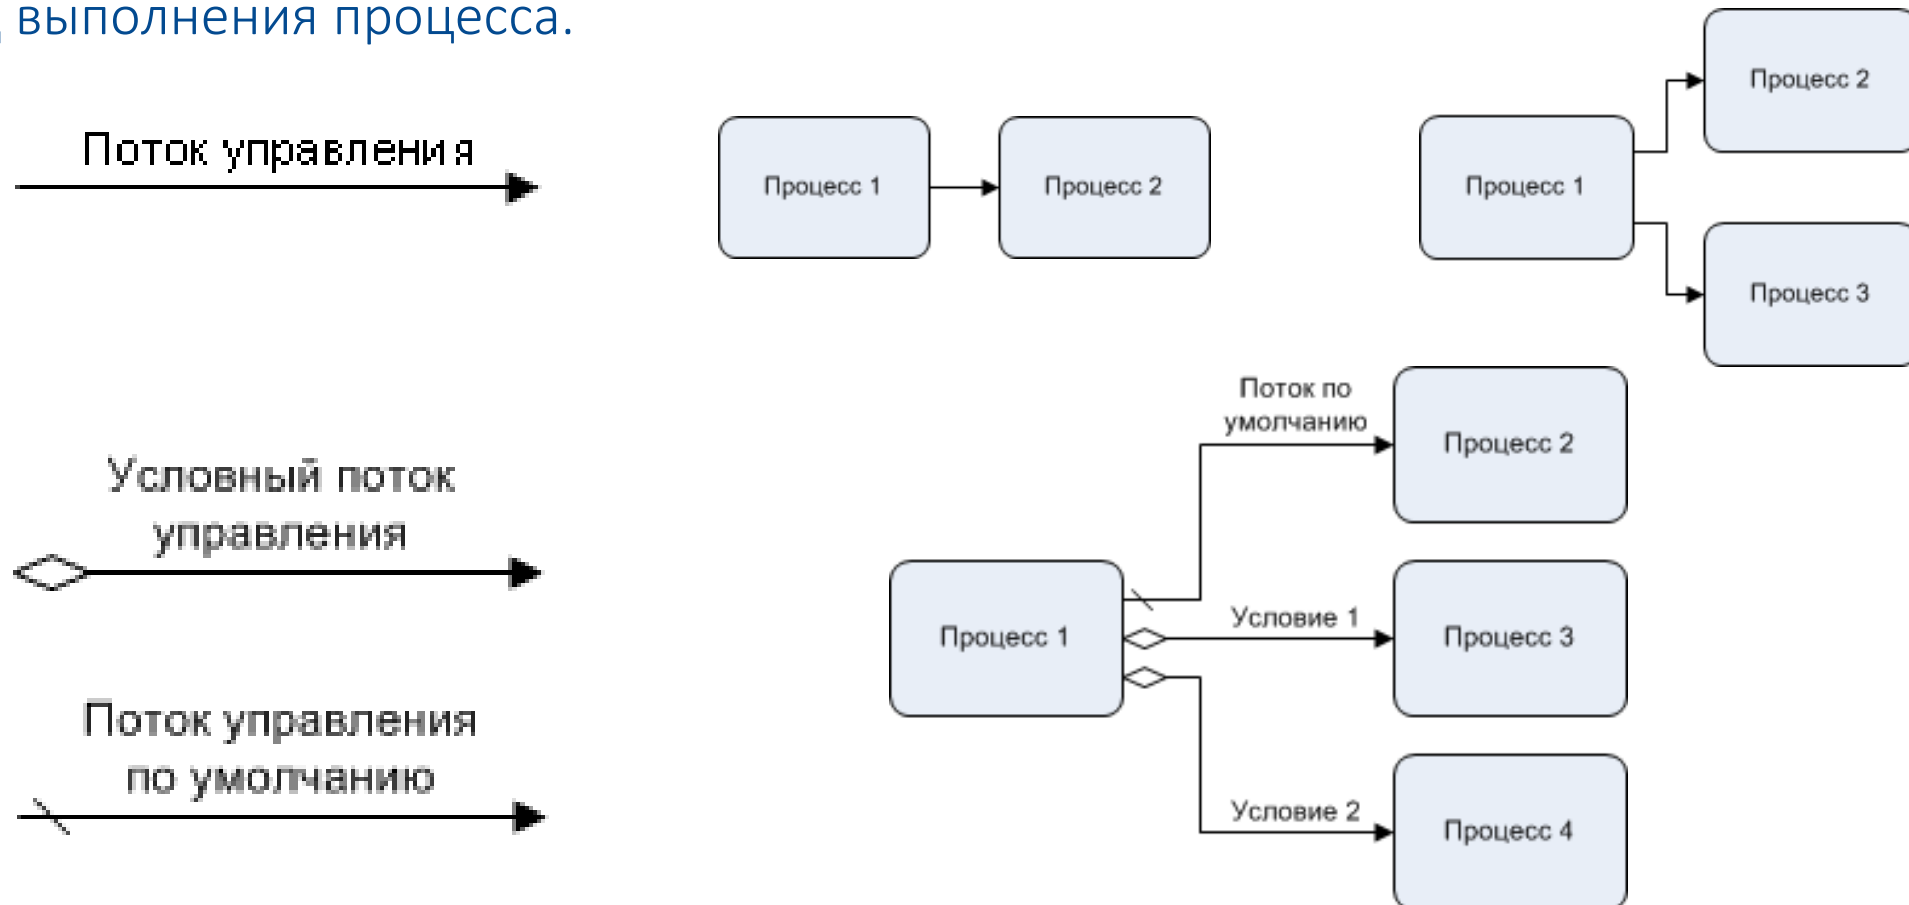 выполнения процесса.
Поток управления
Процесс 1
Процесс 2
Процесс 1
Процесс 2
Процесс 3
Условный поток
управления
Поток управления
по умолчанию
Поток по
умолчанию
Процесс 1
Условие 1
Условие 2
Процесс 2
Процесс 3
Процесс 4